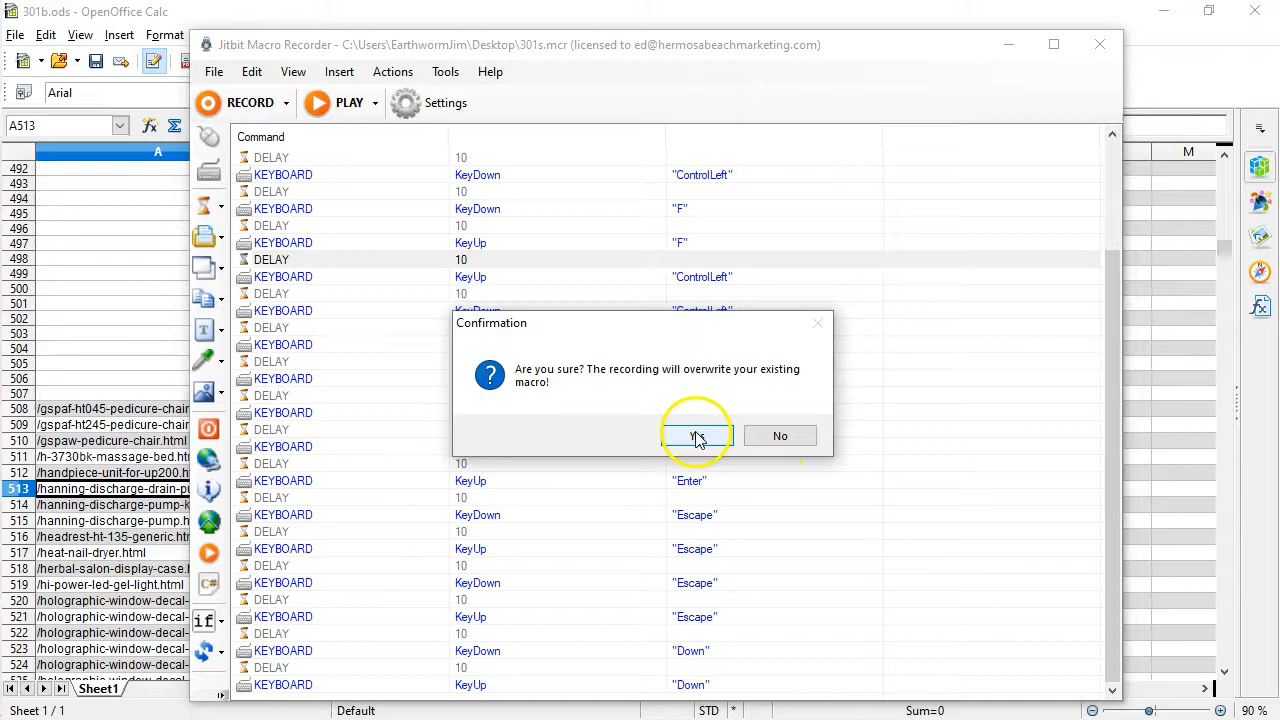 301b.ods - OpenOffice Calc
File Edit View Insert Format
Arial
A513
A
M
492
493
494
495
496
497
498
499
500
501
502
503
504
505
506
507
508 /gspaf-ht045-pedicure-chair
509 /gspaf-ht245-pedicure-chair
510 /gspaw-pedicure-chair.html
511 /h-3730bk-massage-bed.htm
512 /handpiece-unit-for-up200.h
513 /hanning-discharge-drain-pu
514 /hanning-discharge-pump-k
515 /hanning-discharge-pump.h
516 /headrest-ht-135-generic.ht
517 /heat-nail-dryer.html
518 /herbal-salon-display-case.h
519 /hi-power-led-gel-light.html
520 /holographic-window-decal-
521 /holographic-window-decal-
522 /holographic-window-decal-
523 /holographic-window-decal-
524 /holographic-window-decal-
Sheet1
Sheet 1 / 1
Default
STD
*
Sum=0
90 %
Jitbit Macro Recorder - C:\Users\EarthwormJim\Desktop\301s.mcr (licensed to ed@hermosabeachmarketing.com)
File Edit View Insert Actions Tools Help
RECORD PLAY Settings
Command
DELAY 10
KEYBOARD KeyDown "ControlLeft"
DELAY 10
KEYBOARD KeyDown "F"
DELAY 10
KEYBOARD KeyUp "F"
DELAY 10
KEYBOARD KeyUp "ControlLeft"
DELAY 10
KEYBOARD KeyDown "ControlLeft"
DELAY
KEYBOARD
DELAY
KEYBOARD
DELAY
KEYBOARD
DELAY
KEYBOARD
DELAY 10
KEYBOARD KeyUp "Enter"
DELAY 10
KEYBOARD KeyDown "Escape"
DELAY 10
KEYBOARD KeyUp "Escape"
DELAY 10
KEYBOARD KeyDown "Escape"
DELAY 10
KEYBOARD KeyUp "Escape"
DELAY 10
KEYBOARD KeyDown "Down"
DELAY 10
KEYBOARD KeyUp "Down"
C#
if
Confirmation
Are you sure? The recording will overwrite your existing
macro!
No